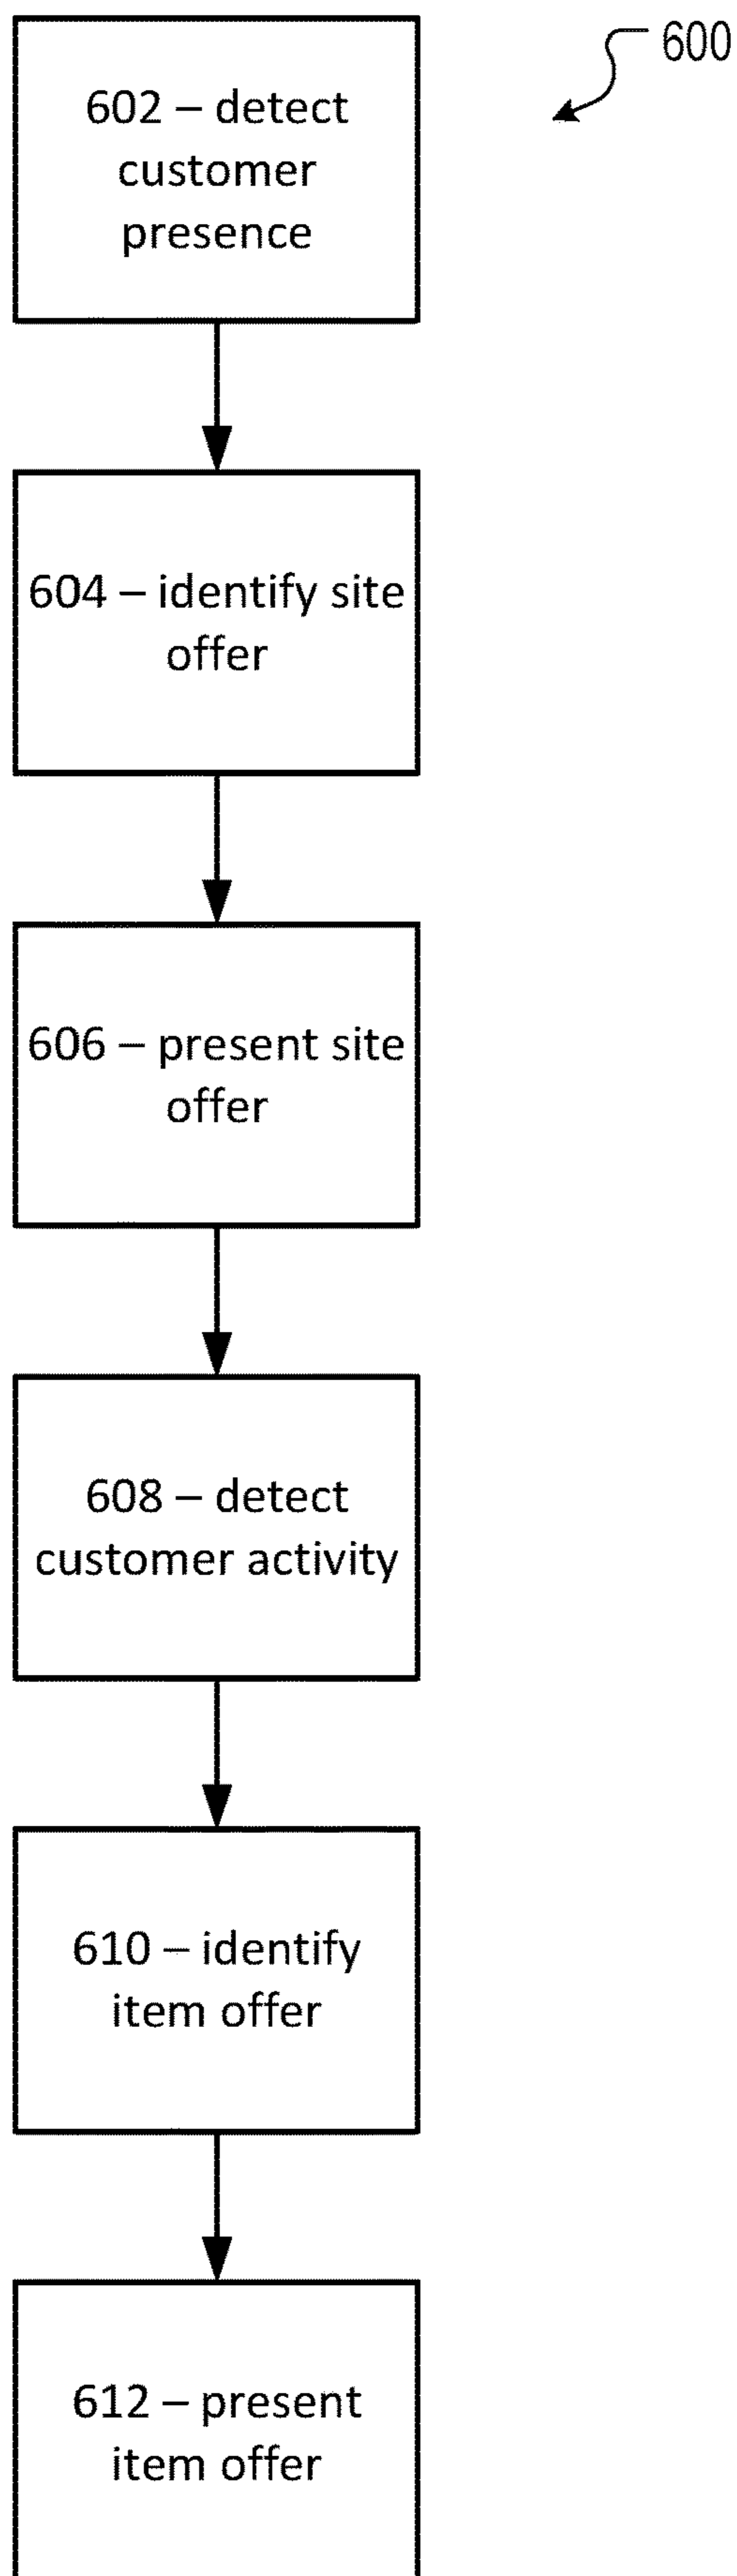 600
602 – detect
customer
presence
604 – identify site
offer
606 – present site
offer
608 – detect
customer activity
610 – identify
item offer
612 – present
item offer